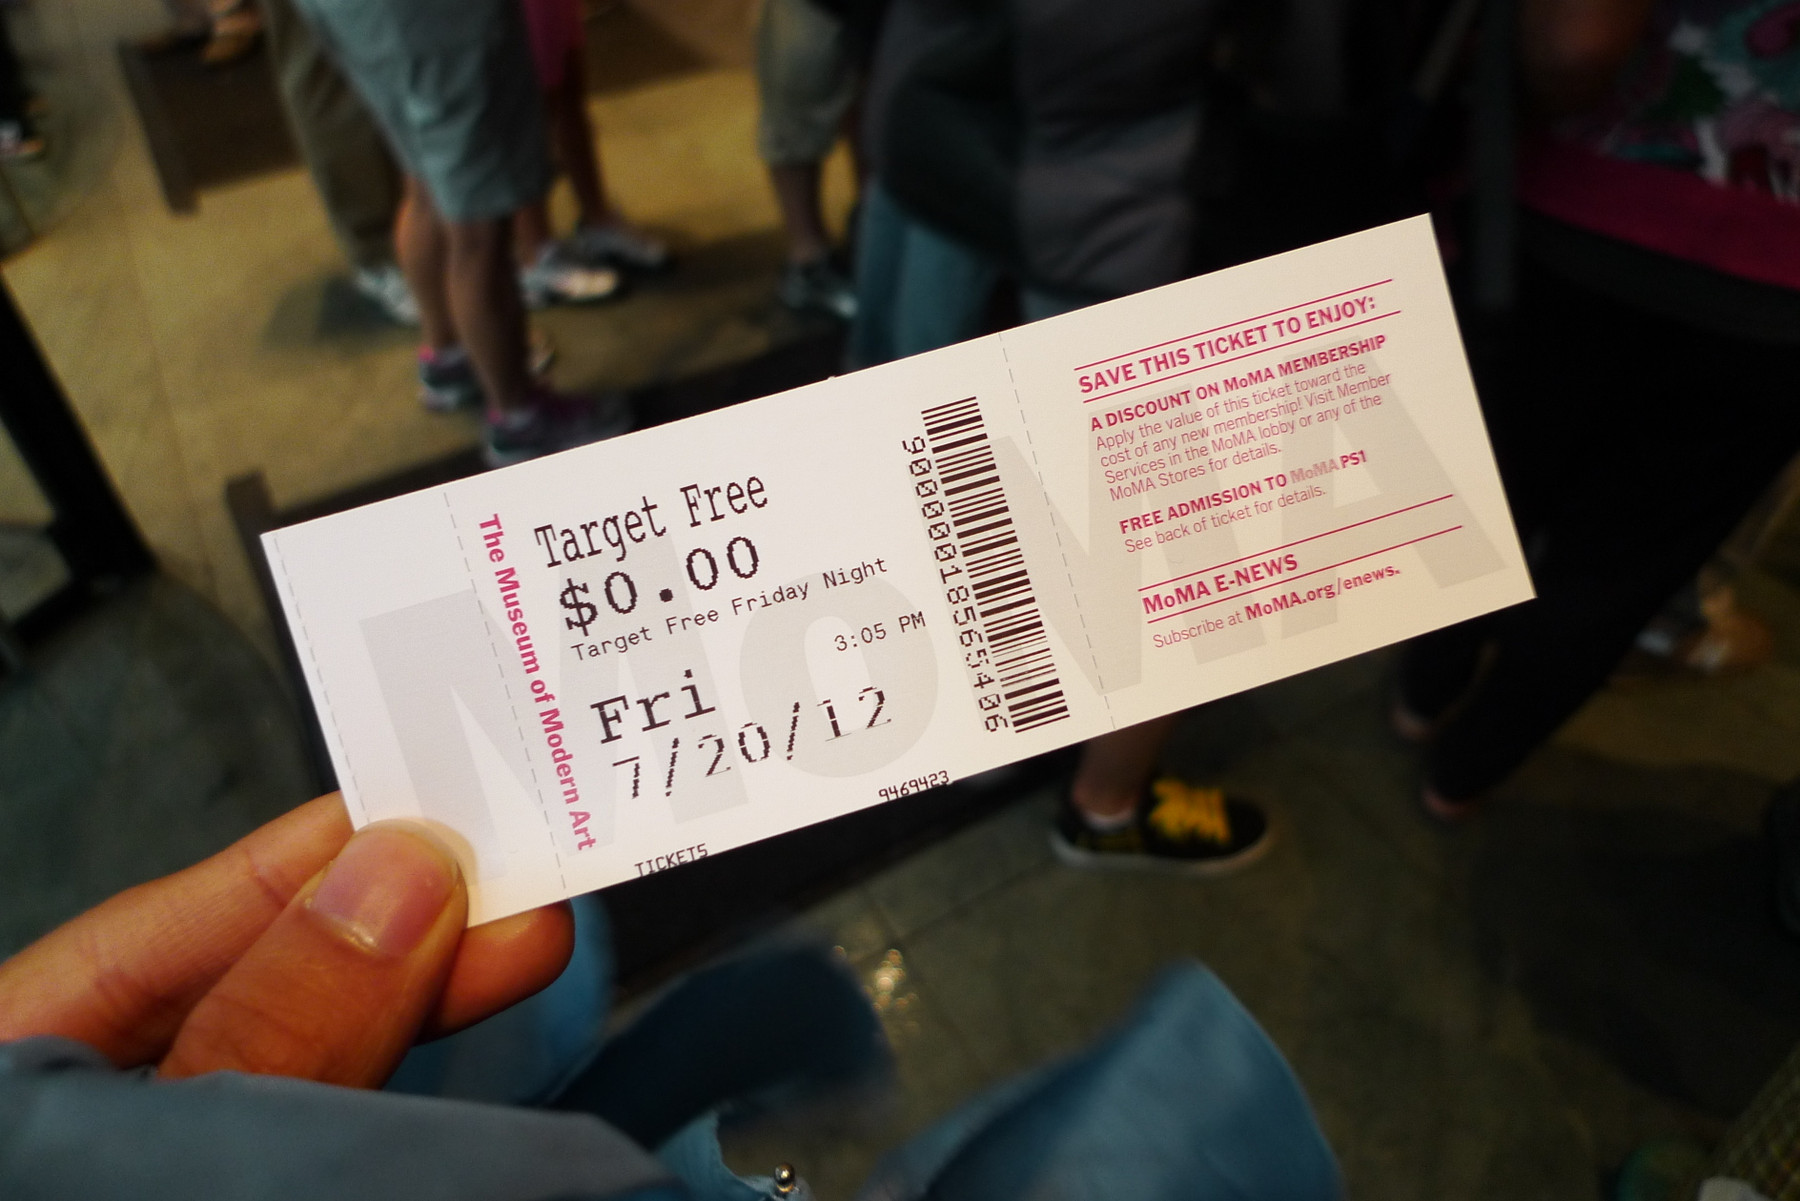 The Museum of Modern Art
Target Free
$0.00
Target Free Friday Night
3:05 PM
Fri
7/20/12
TICKETS
9469423
900000185655406
MoMA
SAVE THIS TICKET TO ENJOY:
A DISCOUNT ON MoMA MEMBERSHIP
Apply the value of this ticket toward the
cost of any new membership! Visit Member
Services in the MoMA lobby or any of the
MoMA Stores for details.
FREE ADMISSION TO MoMA PS1
See back of ticket for details.
MoMA E-NEWS
Subscribe at MoMA.org/enews.